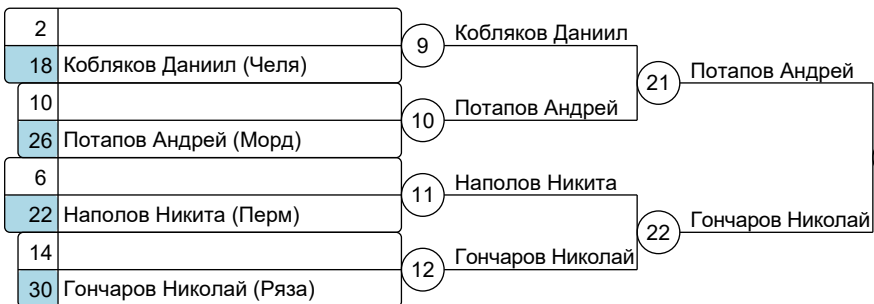 2
18 Кобляков Даниил (Челя)
9 Кобляков Даниил
10
26 Потапов Андрей (Морд)
10 Потапов Андрей
21 Потапов Андрей
6
22 Наполов Никита (Перм)
11 Наполов Никита
14
30 Гончаров Николай (Ряза)
12 Гончаров Николай
22 Гончаров Николай